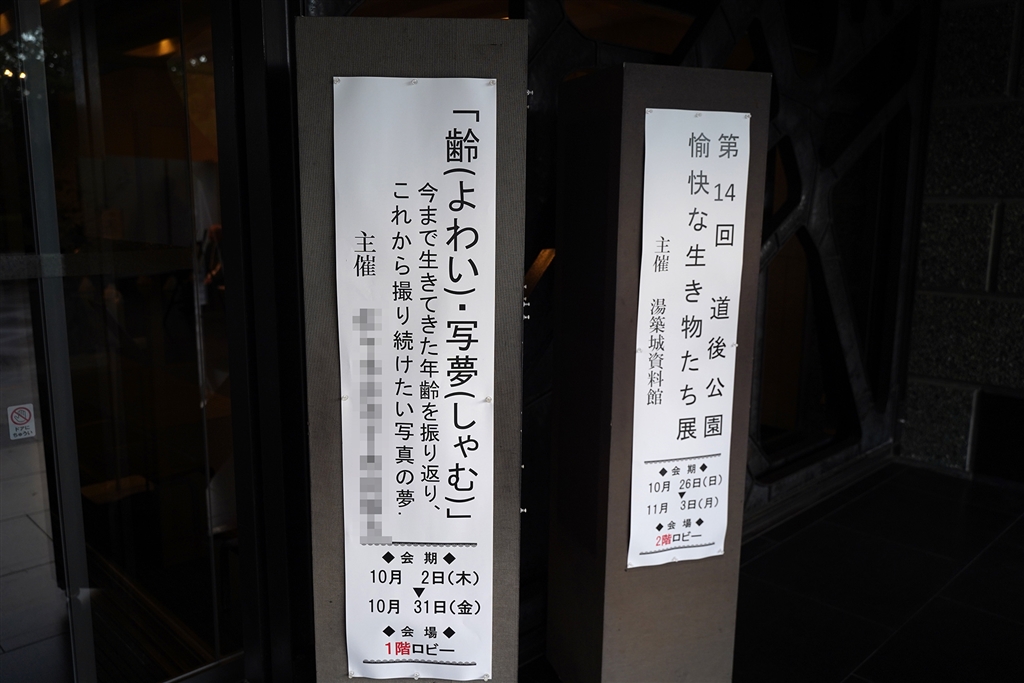 「齢(よわい)・写夢(しゃむ)」
今まで生きてきた年齢を振り返り、
これから撮り続けたい写真の夢.
主催
◆会 期◆
10月 2日(木)
▼
10月 31日(金)
◆会 場◆
1階ロビー
第14回 道後公園
愉快な生き物たち展
主催 湯築城資料館
◆会 期◆
10月 26日(日)
▼
11月 3日(月)
◆会 場◆
2階ロビー